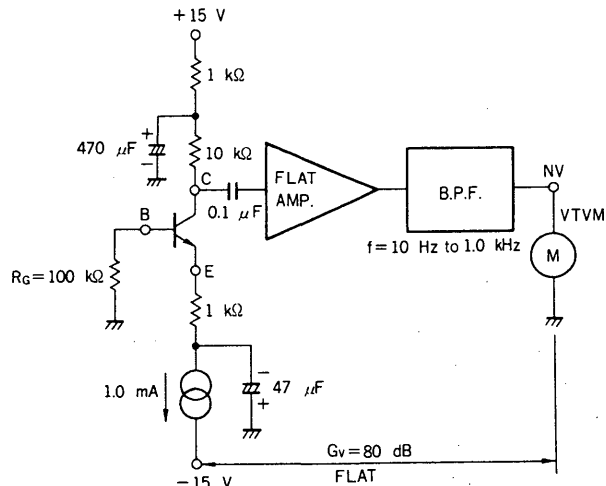 +15 V
1 kΩ
+
470 μF
−
10 kΩ
C
0.1 μF
FLAT
AMP.
B.P.F.
f=10 Hz to 1.0 kHz
NV
VTVM
M
B
RG=100 kΩ
E
1 kΩ
1.0 mA
−
47 μF
+
−15 V
Gv=80 dB
FLAT